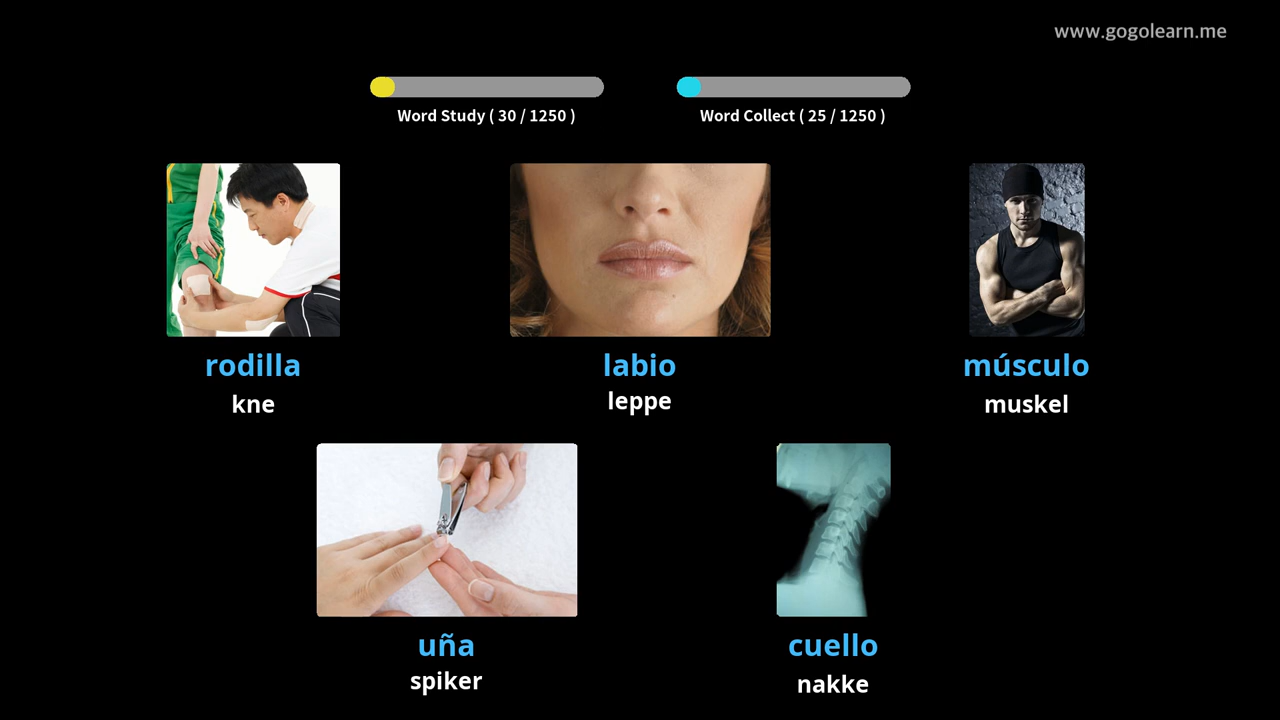 www.gogolearn.me
Word Study ( 30 / 1250 )
Word Collect ( 25 / 1250 )
rodilla
kne
labio
leppe
músculo
muskel
uña
spiker
cuello
nakke